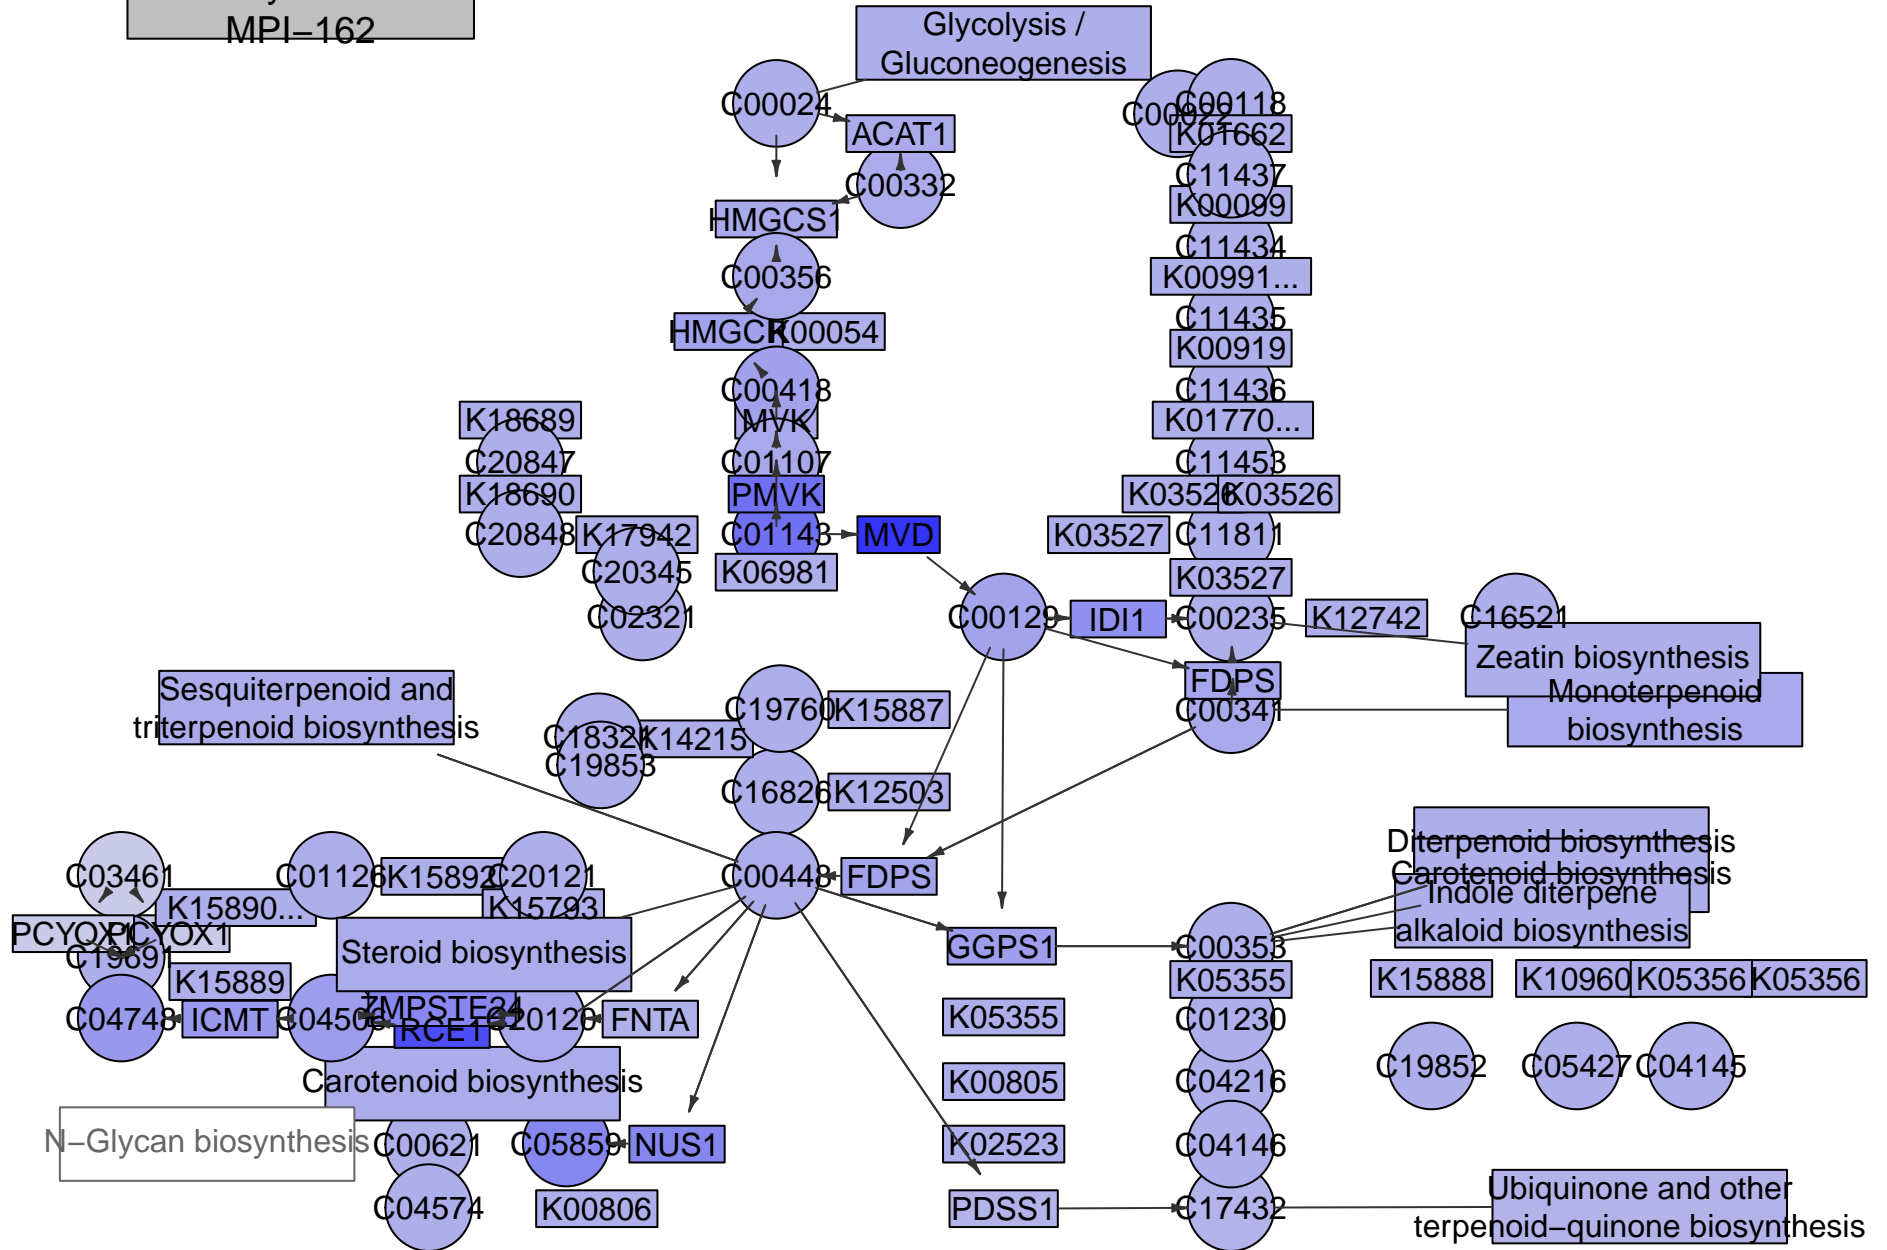 MPI−162
Glycolysis /
Gluconeogenesis
C00024
C00118
C00022
ACAT1
K01662
C00332
C11437
K00099
HMGCS1
C11434
C00356
K00991...
C11435
HMGCR
K00054
K00919
C00418
C11436
K18689
MVK
K01770...
C20847
C01107
C11453
K18690
PMVK
K03526
K03526
C20848
K17942
C01143
MVD
K03527
C11811
C20345
K06981
K03527
C02321
C00129
IDI1
C00235
K12742
C16521
Zeatin biosynthesis
FDPS
Monoterpenoid
biosynthesis
Sesquiterpenoid and
triterpenoid biosynthesis
C19760
K15887
C00341
C18321
K14215
C19853
C16826
K12503
Diterpenoid biosynthesis
Carotenoid biosynthesis
Indole diterpene
alkaloid biosynthesis
C03461
C01126
K15892
C20121
C00448
FDPS
K15890...
K15793
PCYOX1
PCYOX1
C19691
Steroid biosynthesis
GGPS1
C00353
K15889
K05355
K15888
K10960
K05356
K05356
C04748
ICMT
C04506
ZMPSTE24
RCE1
C20120
FNTA
K05355
C01230
C19852
C05427
C04145
Carotenoid biosynthesis
K00805
C04216
N−Glycan biosynthesis
C00621
C05859
NUS1
K02523
C04146
C04574
K00806
PDSS1
C17432
Ubiquinone and other
terpenoid−quinone biosynthesis